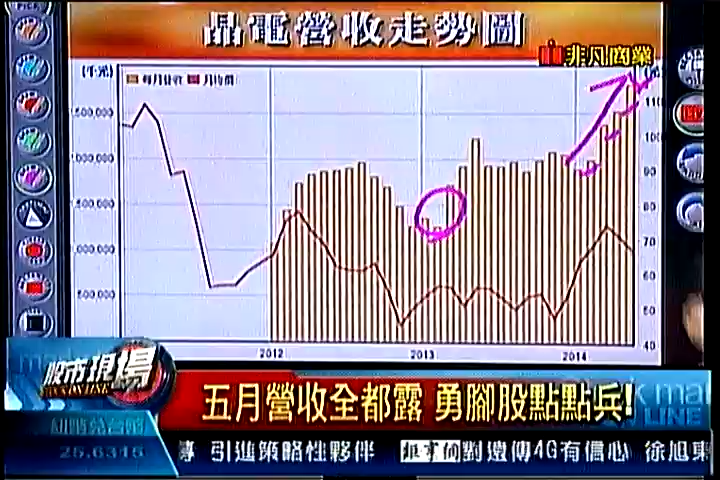 晶電營收走勢圖
非凡商業
(千元)
每月營收 月均價
1,000,000
500,000
110
100
90
80
70
60
50
40
2012 2013 2014
股市現場
五月營收全都露 勇腳股點點兵!
25.6315
引進策略性夥伴 對遠傳4G有信心 徐旭東